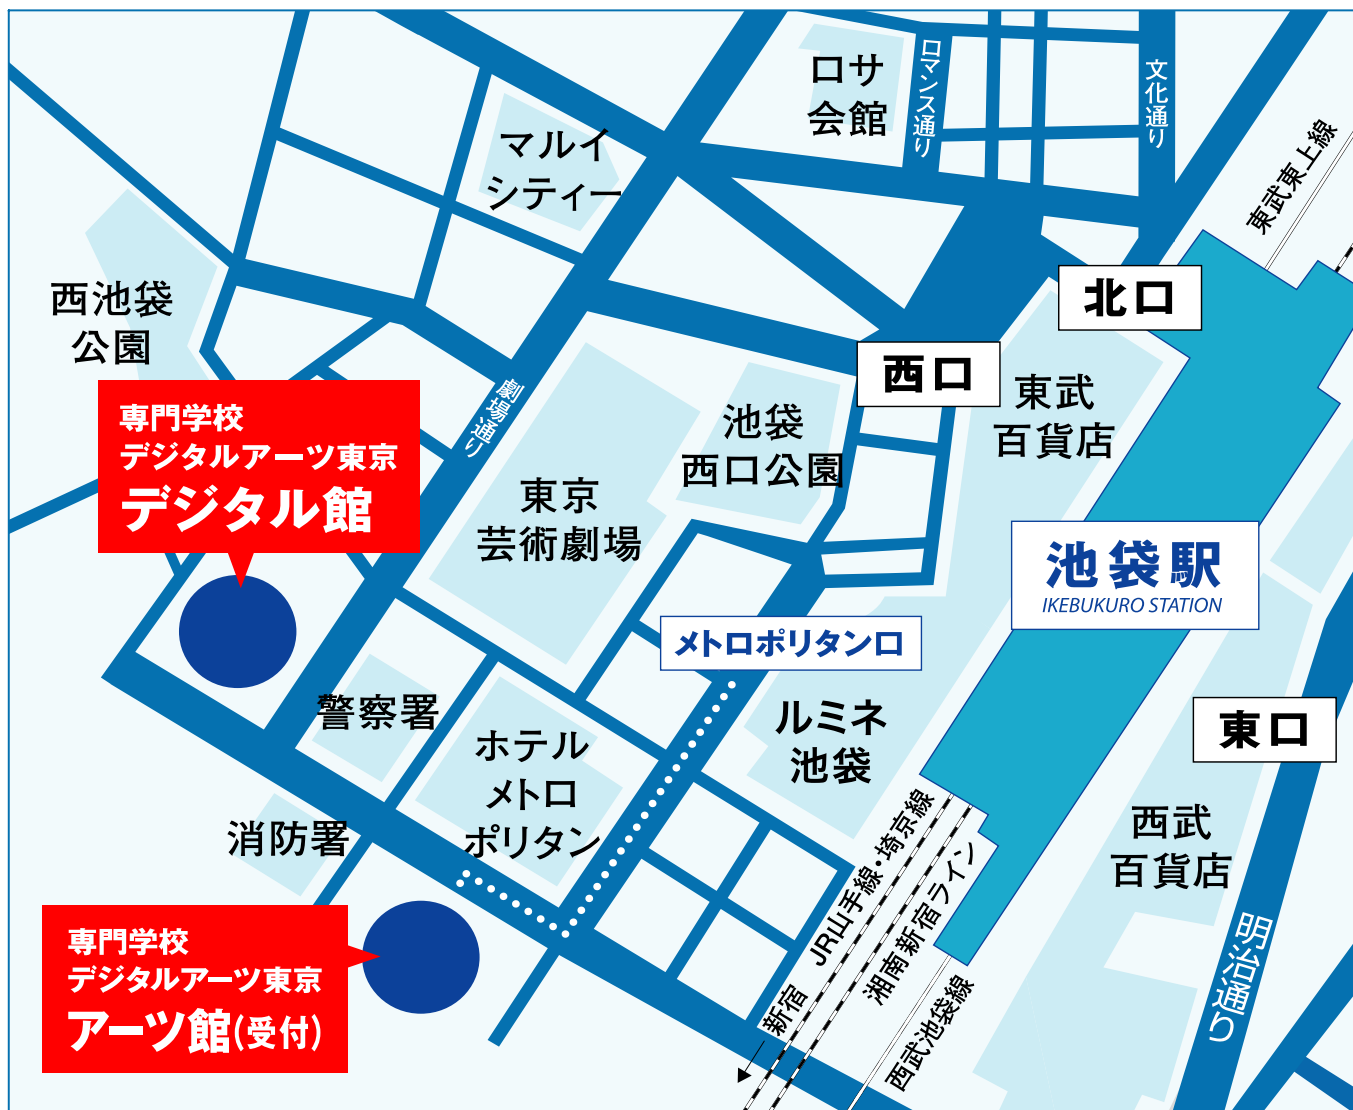 ロサ
会館
ロマンス通り
文化通り
東武東上線
マルイ
シティー
西池袋
公園
北口
西口
東武
百貨店
劇場通り
池袋
西口公園
専門学校
デジタルアーツ東京
デジタル館
東京
芸術劇場
池袋駅
IKEBUKURO STATION
メトロポリタン口
警察署
ホテル
メトロ
ポリタン
ルミネ
池袋
東口
消防署
西武
百貨店
JR山手線・埼京線
湘南新宿ライン
新宿
西武池袋線
明治通り
専門学校
デジタルアーツ東京
アーツ館(受付)